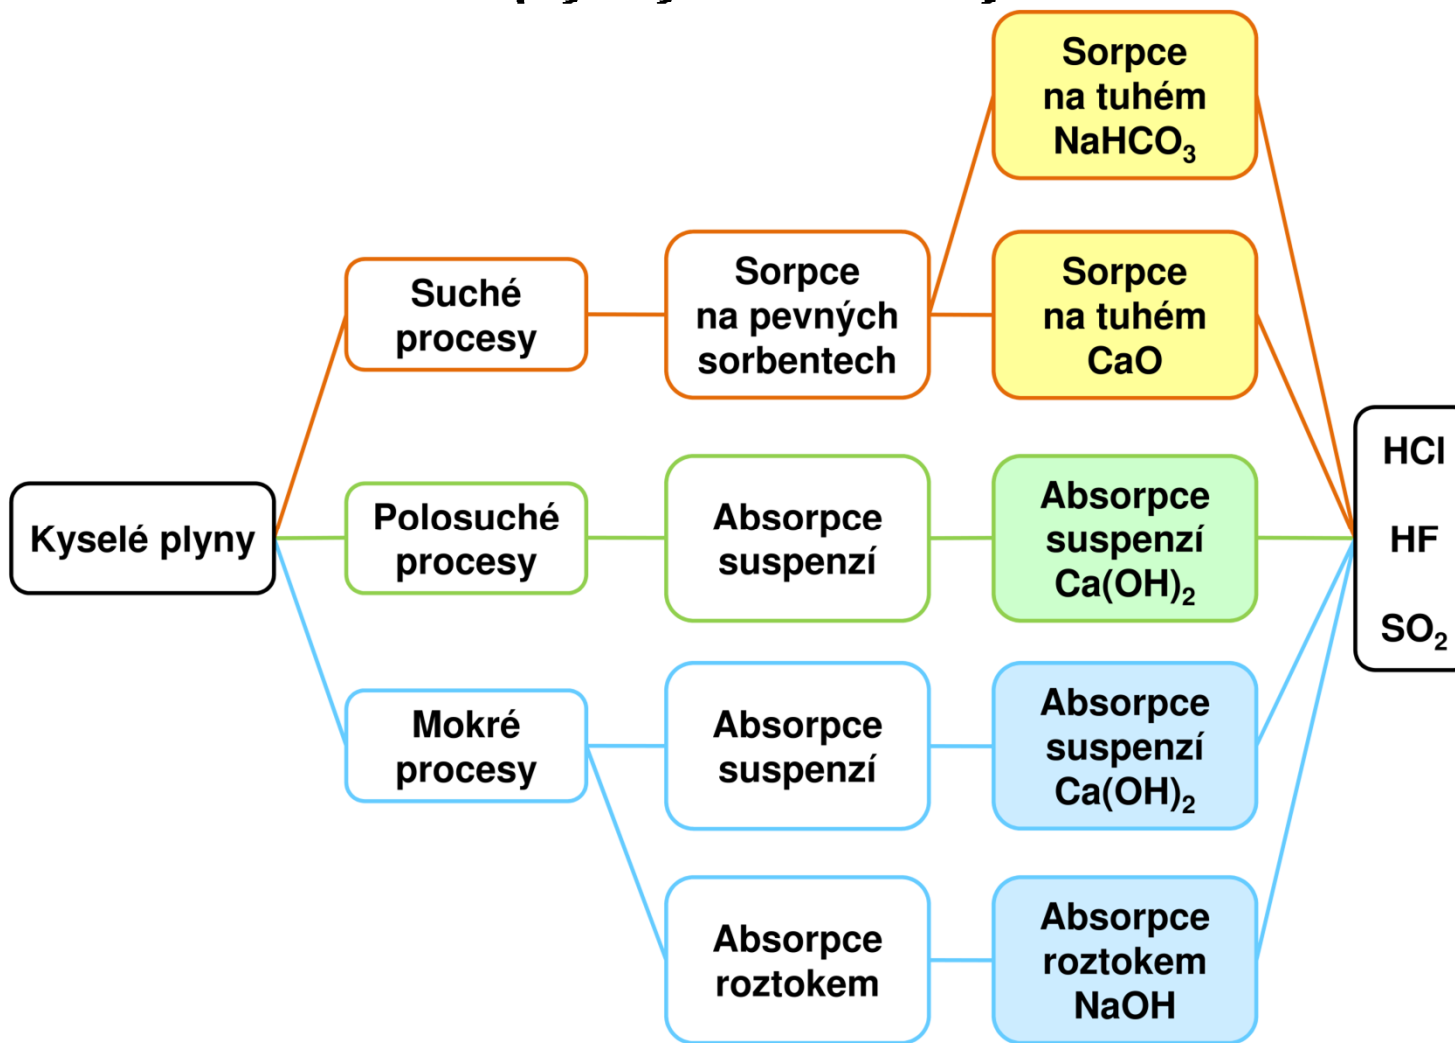 Kyselé plyny
Suché
procesy
Sorpce
na pevných
sorbentech
Sorpce
na tuhém
NaHCO₃
Sorpce
na tuhém
CaO
Polosuché
procesy
Absorpce
suspenzí
Absorpce
suspenzí
Ca(OH)₂
Mokré
procesy
Absorpce
suspenzí
Absorpce
suspenzí
Ca(OH)₂
Absorpce
roztokem
Absorpce
roztokem
NaOH
HCl
HF
SO₂